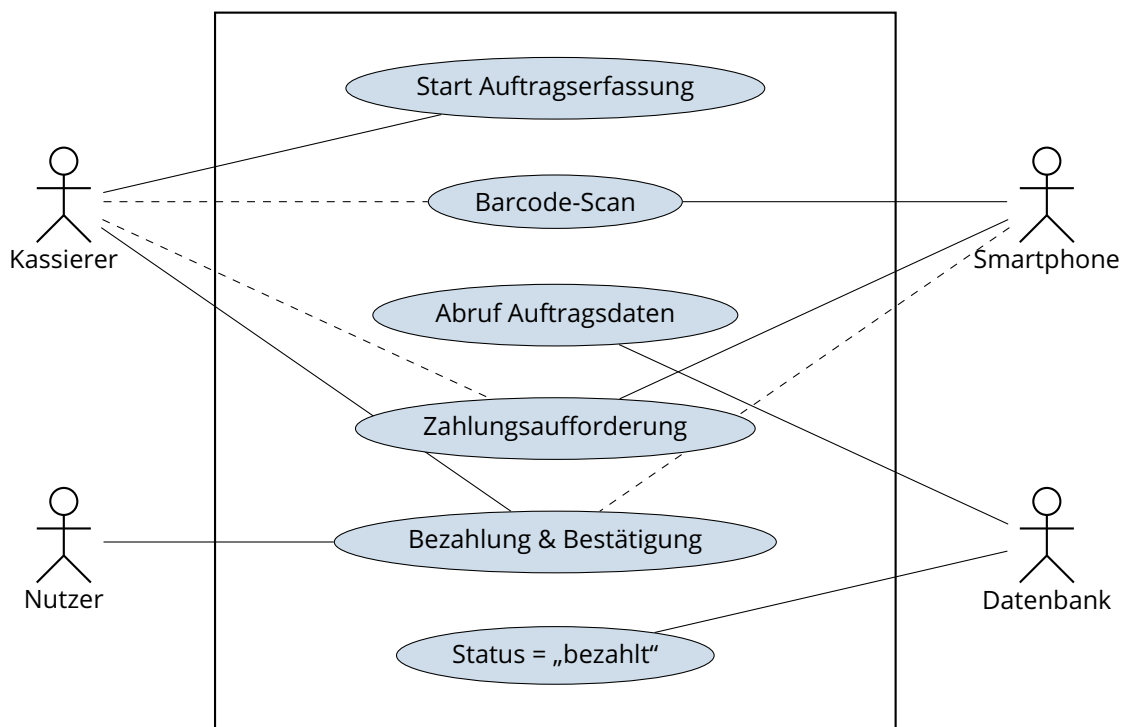 Start Auftragserfassung
Barcode-Scan
Kassierer
Smartphone
Abruf Auftragsdaten
Zahlungsaufforderung
Bezahlung & Bestätigung
Nutzer
Datenbank
Status = „bezahlt“